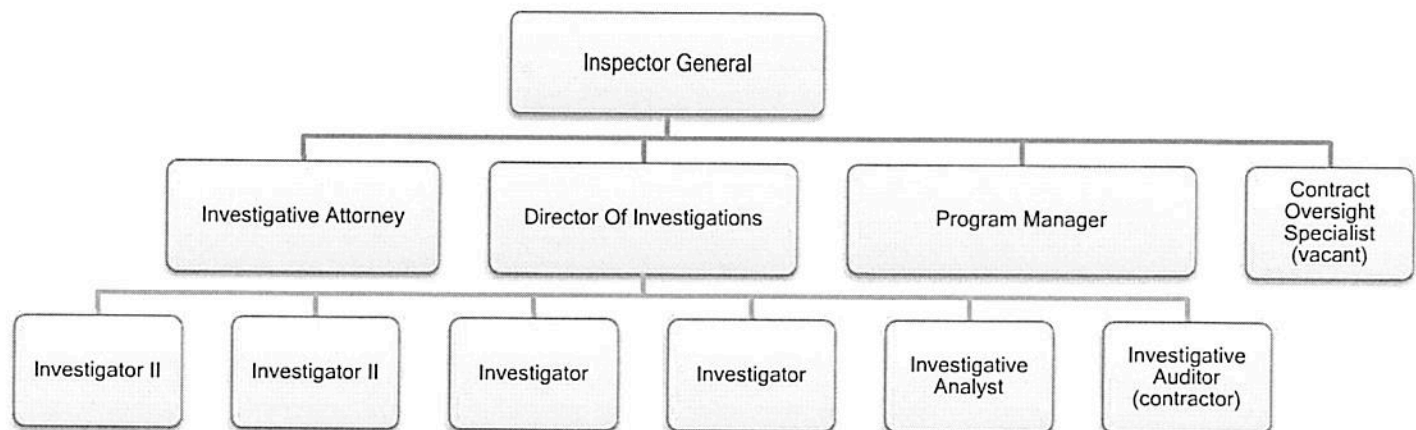 Inspector General
Investigative Attorney
Director Of Investigations
Program Manager
Contract
Oversight
Specialist
(vacant)
Investigator II
Investigator II
Investigator
Investigator
Investigative
Analyst
Investigative
Auditor
(contractor)